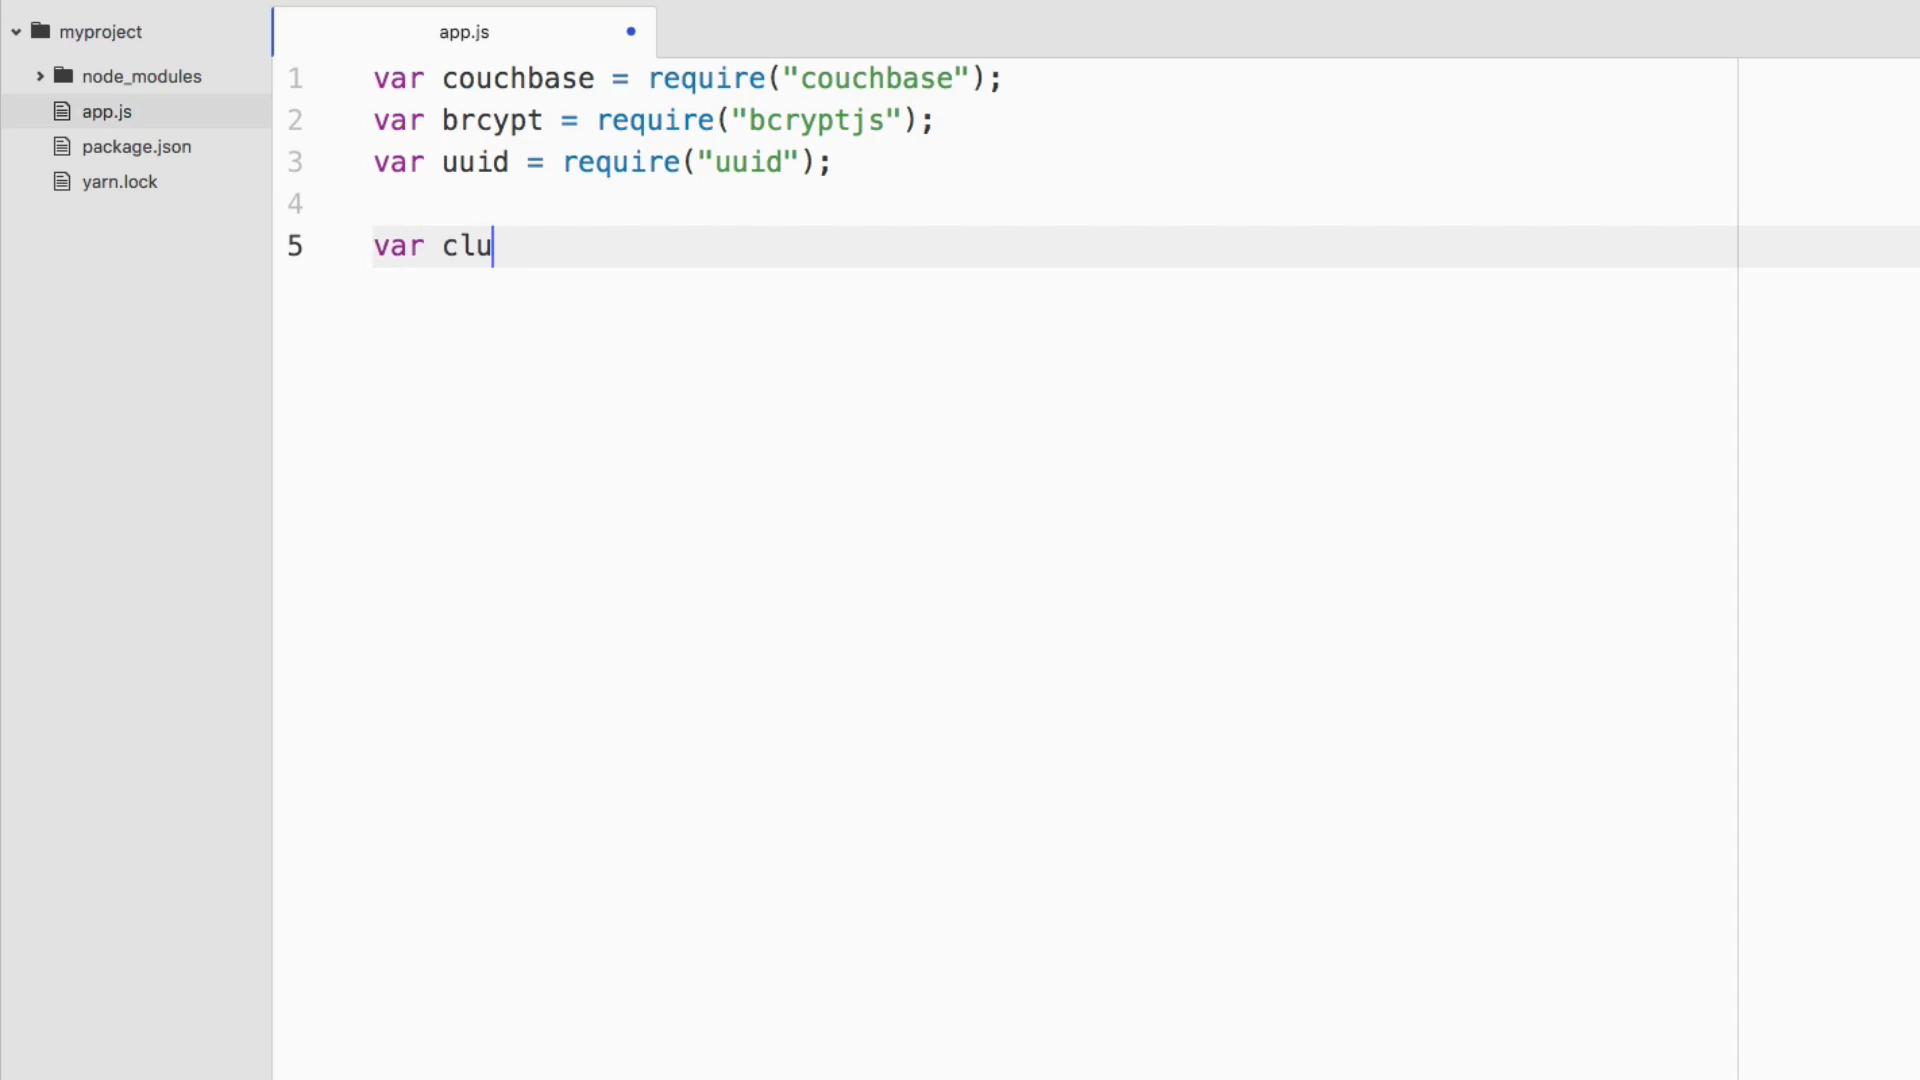 myproject
node_modules
app.js
package.json
yarn.lock
app.js
1 var couchbase = require("couchbase");
2 var brcypt = require("bcryptjs");
3 var uuid = require("uuid");
4
5 var clu